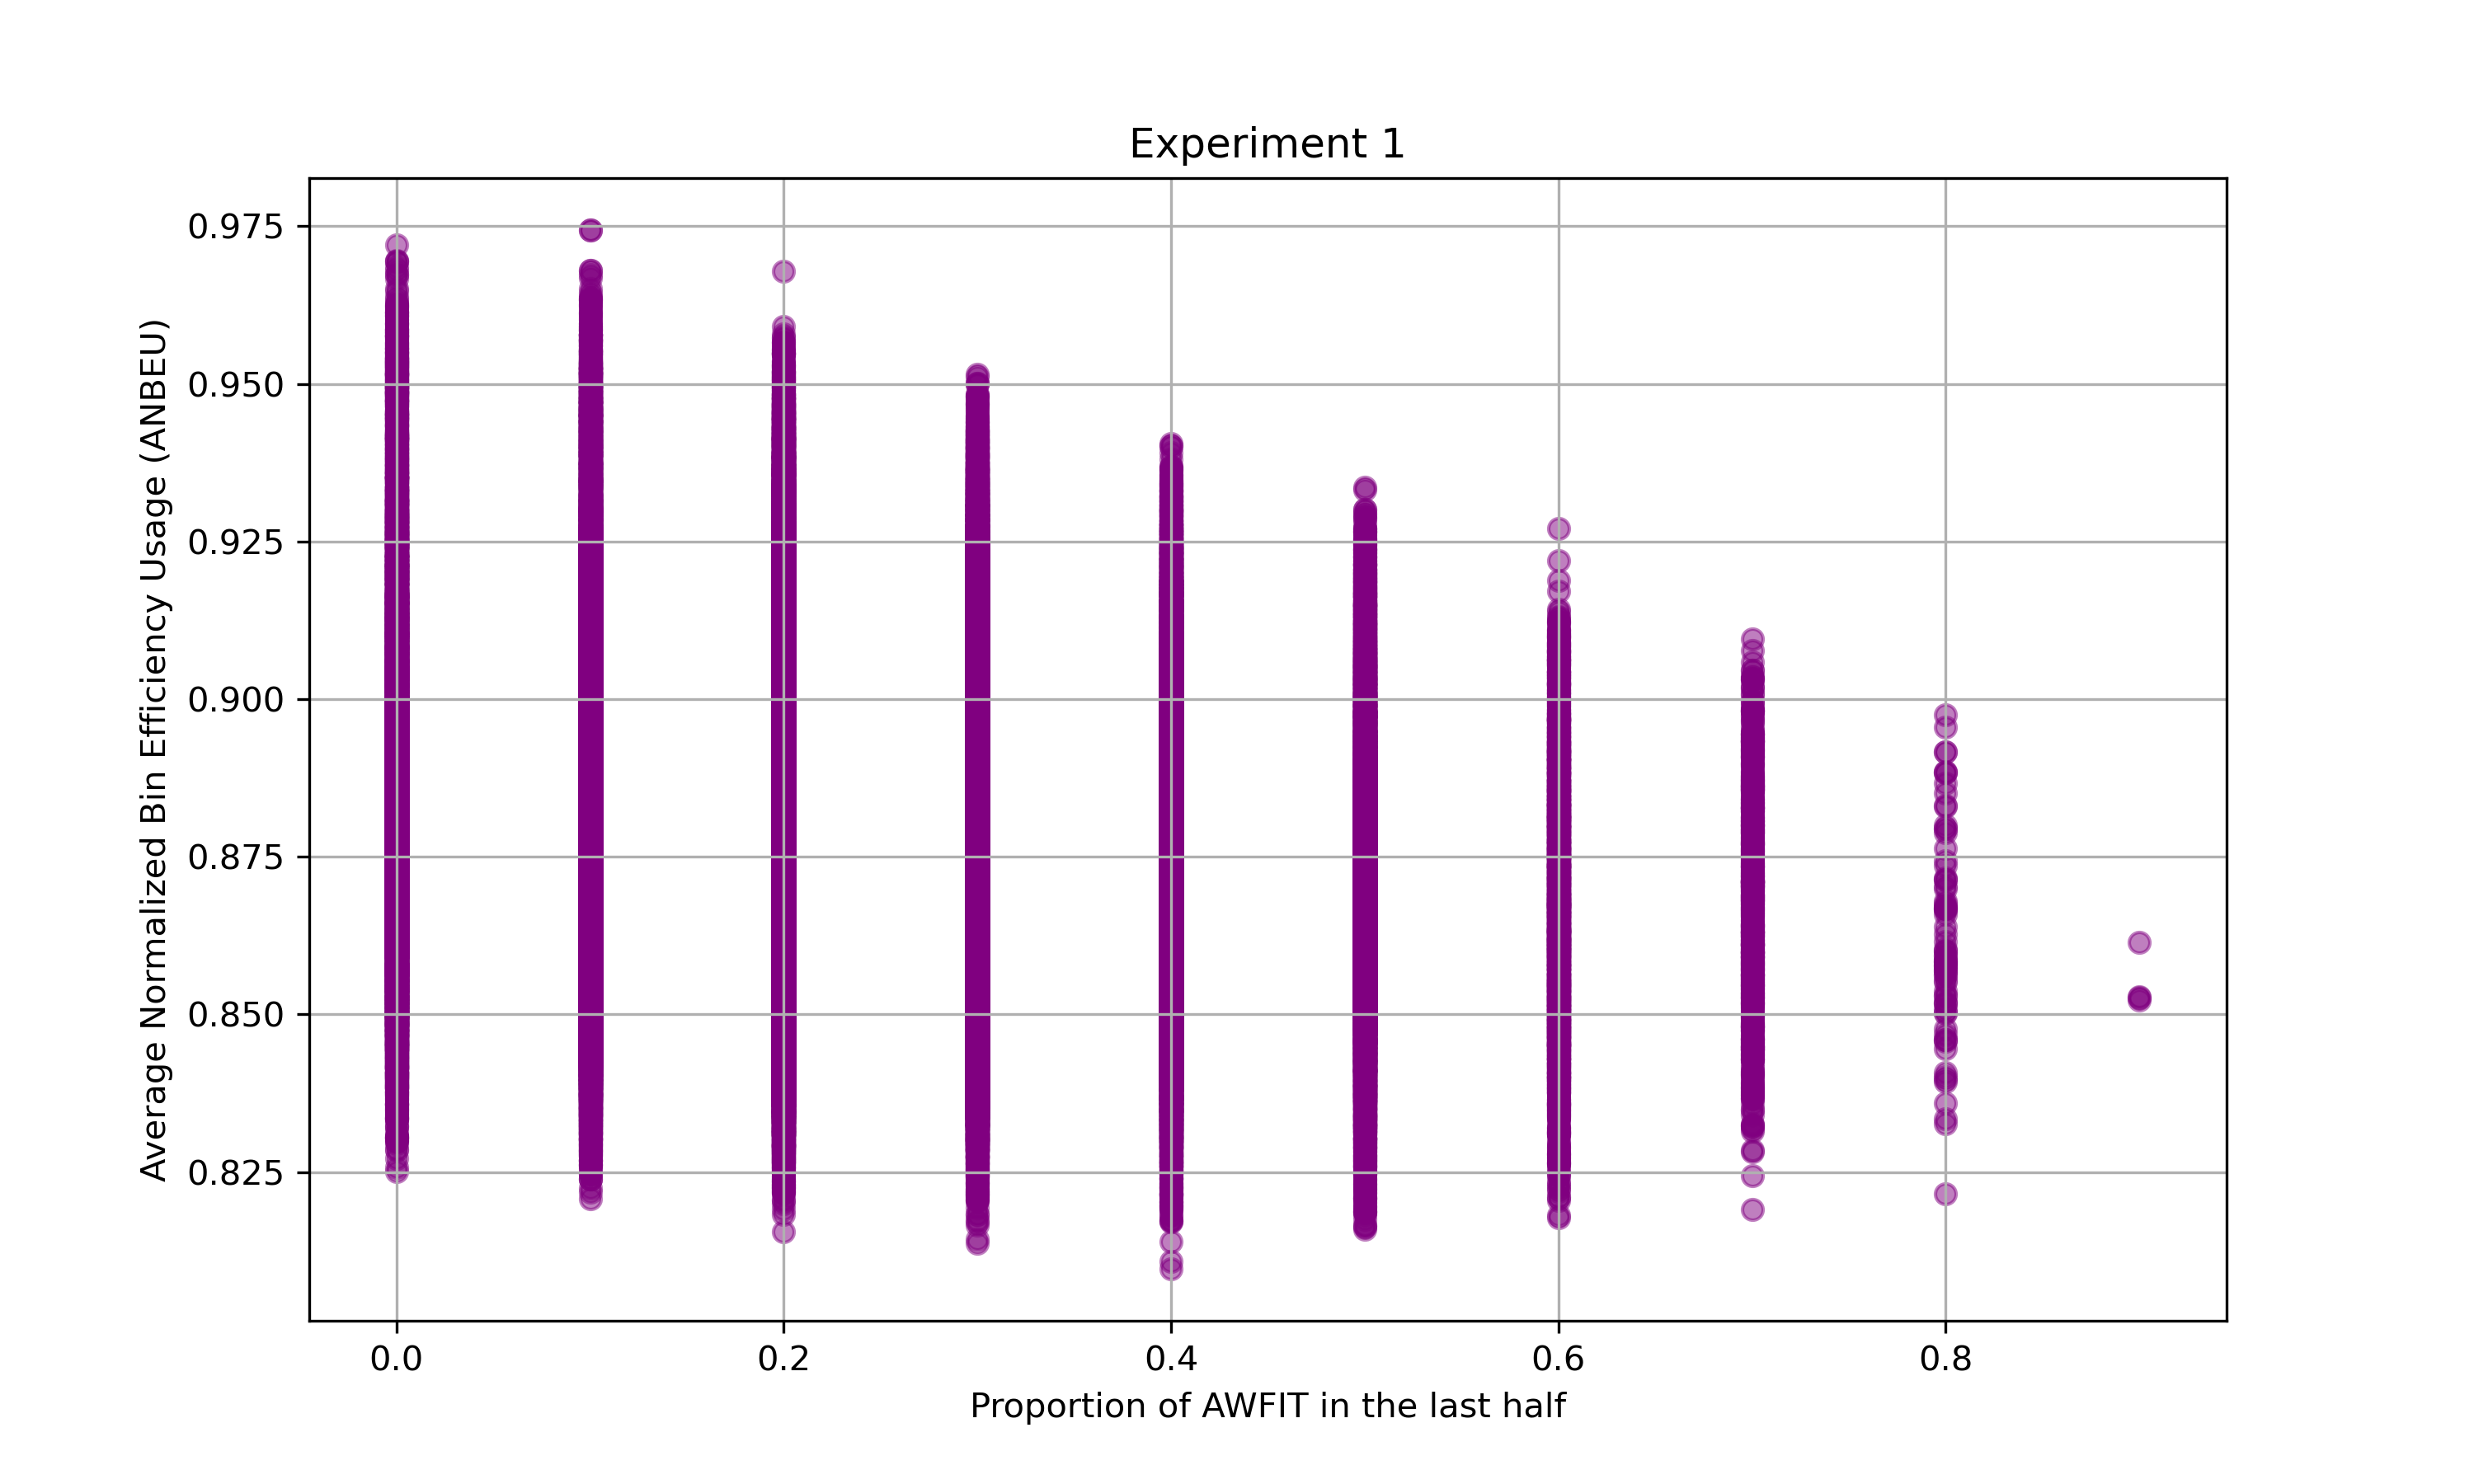 Experiment 1
Average Normalized Bin Efficiency Usage (ANBEU)
0.975
0.950
0.925
0.900
0.875
0.850
0.825
0.0 0.2 0.4 0.6 0.8
Proportion of AWFIT in the last half